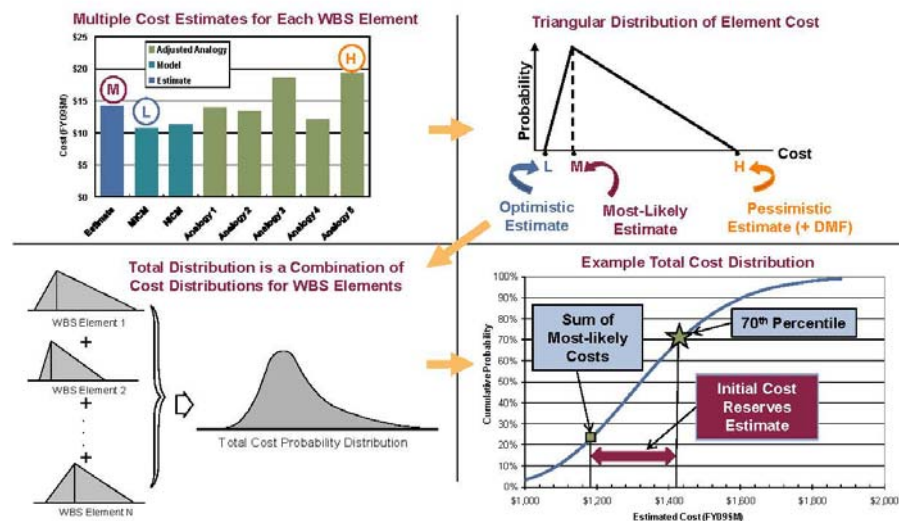 Multiple Cost Estimates for Each WBS Element
$25
$20
$15
$10
$5
$0
Cost (FY09$M)
Adjusted Analogy
Model
Estimate
M
L
H
Estimate
MICM
NICM
Analogy 1
Analogy 2
Analogy 3
Analogy 4
Analogy 5
Triangular Distribution of Element Cost
Probability
Cost
L
M
H
Optimistic
Estimate
Most-Likely
Estimate
Pessimistic
Estimate (+ DMF)
Total Distribution is a Combination of
Cost Distributions for WBS Elements
WBS Element 1
+
WBS Element 2
+
+
WBS Element N
Total Cost Probability Distribution
Example Total Cost Distribution
100%
90%
80%
70%
60%
50%
40%
30%
20%
10%
0%
Cumulative Probability
Sum of
Most-likely
Costs
70th Percentile
Initial Cost
Reserves
Estimate
$1,000
$1,200
$1,400
$1,600
$1,800
$2,000
Estimated Cost (FY09$M)